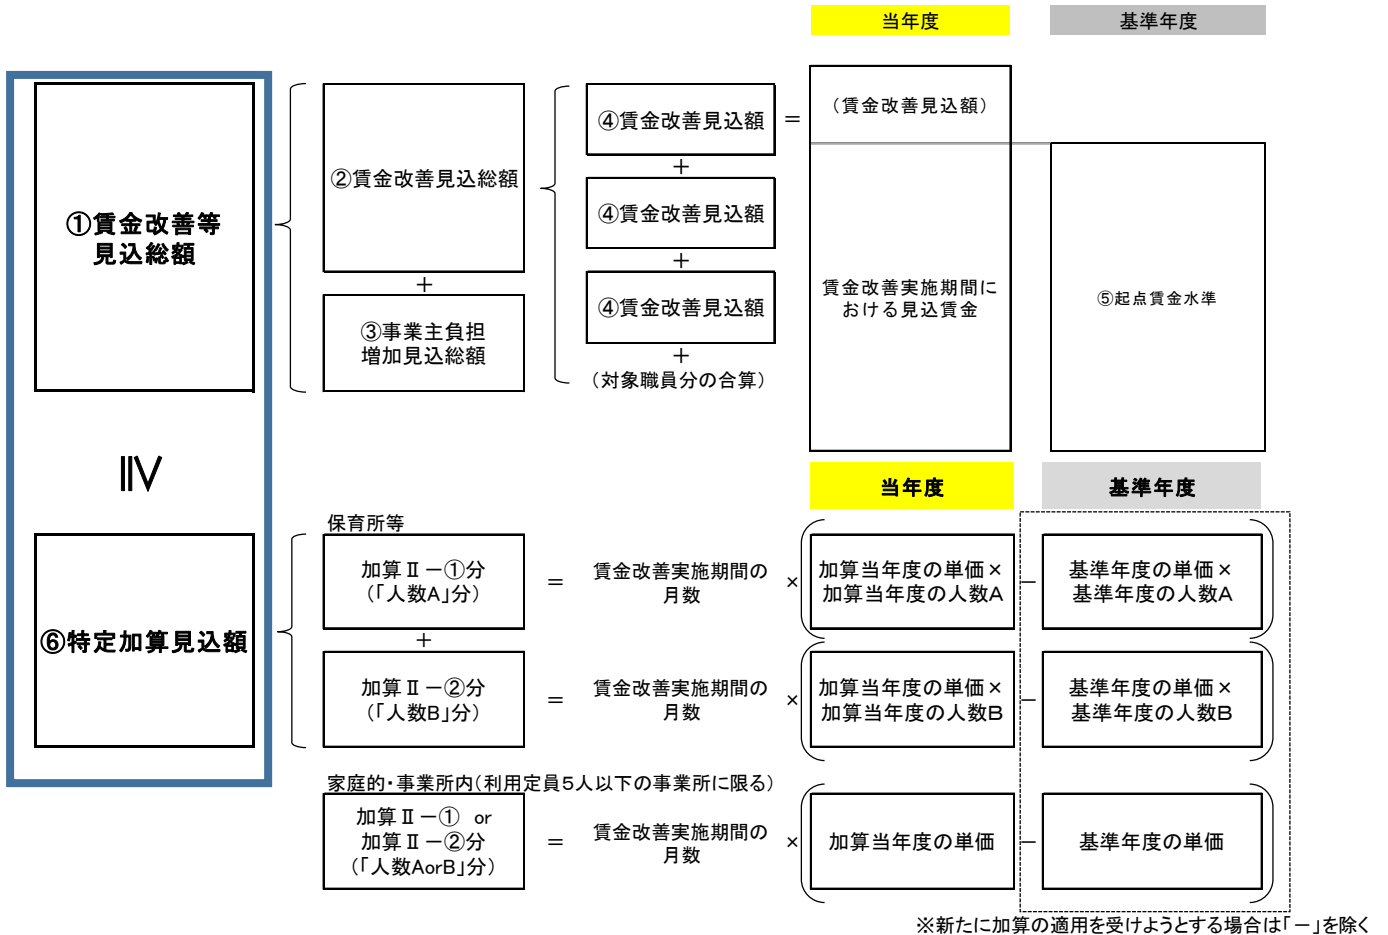 当年度
基準年度
①賃金改善等
見込総額
②賃金改善見込総額
＋
③事業主負担
増加見込総額
④賃金改善見込額
＋
④賃金改善見込額
＋
④賃金改善見込額
＋
（対象職員分の合算）
＝
（賃金改善見込額）
賃金改善実施期間に
おける見込賃金
⑤起点賃金水準
≧
当年度
基準年度
⑥特定加算見込額
保育所等
加算Ⅱ－①分
（「人数A」分）
＝
賃金改善実施期間の
月数
×
加算当年度の単価×
加算当年度の人数A
－
基準年度の単価×
基準年度の人数A
＋
加算Ⅱ－②分
（「人数B」分）
＝
賃金改善実施期間の
月数
×
加算当年度の単価×
加算当年度の人数B
－
基準年度の単価×
基準年度の人数B
家庭的・事業所内（利用定員5人以下の事業所に限る）
加算Ⅱ－① or
加算Ⅱ－②分
（「人数AorB」分）
＝
賃金改善実施期間の
月数
×
加算当年度の単価
－
基準年度の単価
※新たに加算の適用を受けようとする場合は「－」を除く